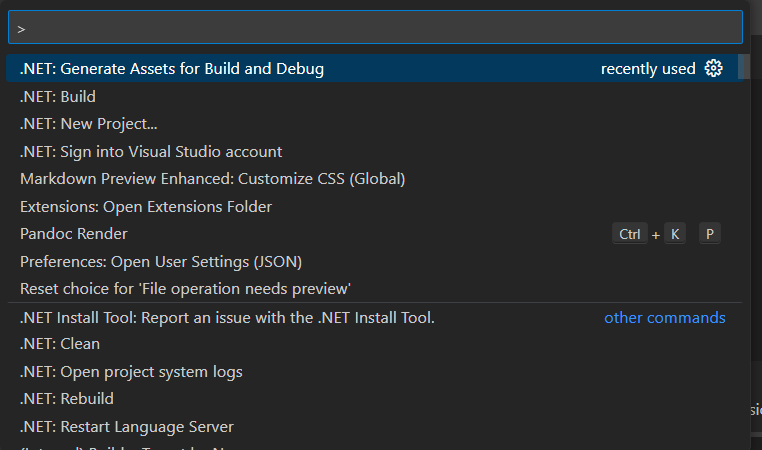 >
.NET: Generate Assets for Build and Debug recently used
.NET: Build
.NET: New Project...
.NET: Sign into Visual Studio account
Markdown Preview Enhanced: Customize CSS (Global)
Extensions: Open Extensions Folder
Pandoc Render Ctrl + K P
Preferences: Open User Settings (JSON)
Reset choice for 'File operation needs preview'
.NET Install Tool: Report an issue with the .NET Install Tool. other commands
.NET: Clean
.NET: Open project system logs
.NET: Rebuild
.NET: Restart Language Server